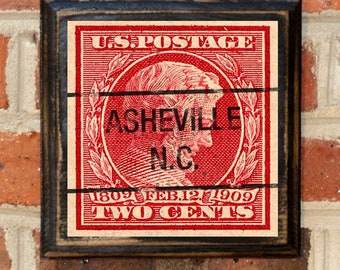 U.S. POSTAGE
ASHEVILLE
N.C.
1809 FEB.12 1909
TWO CENTS